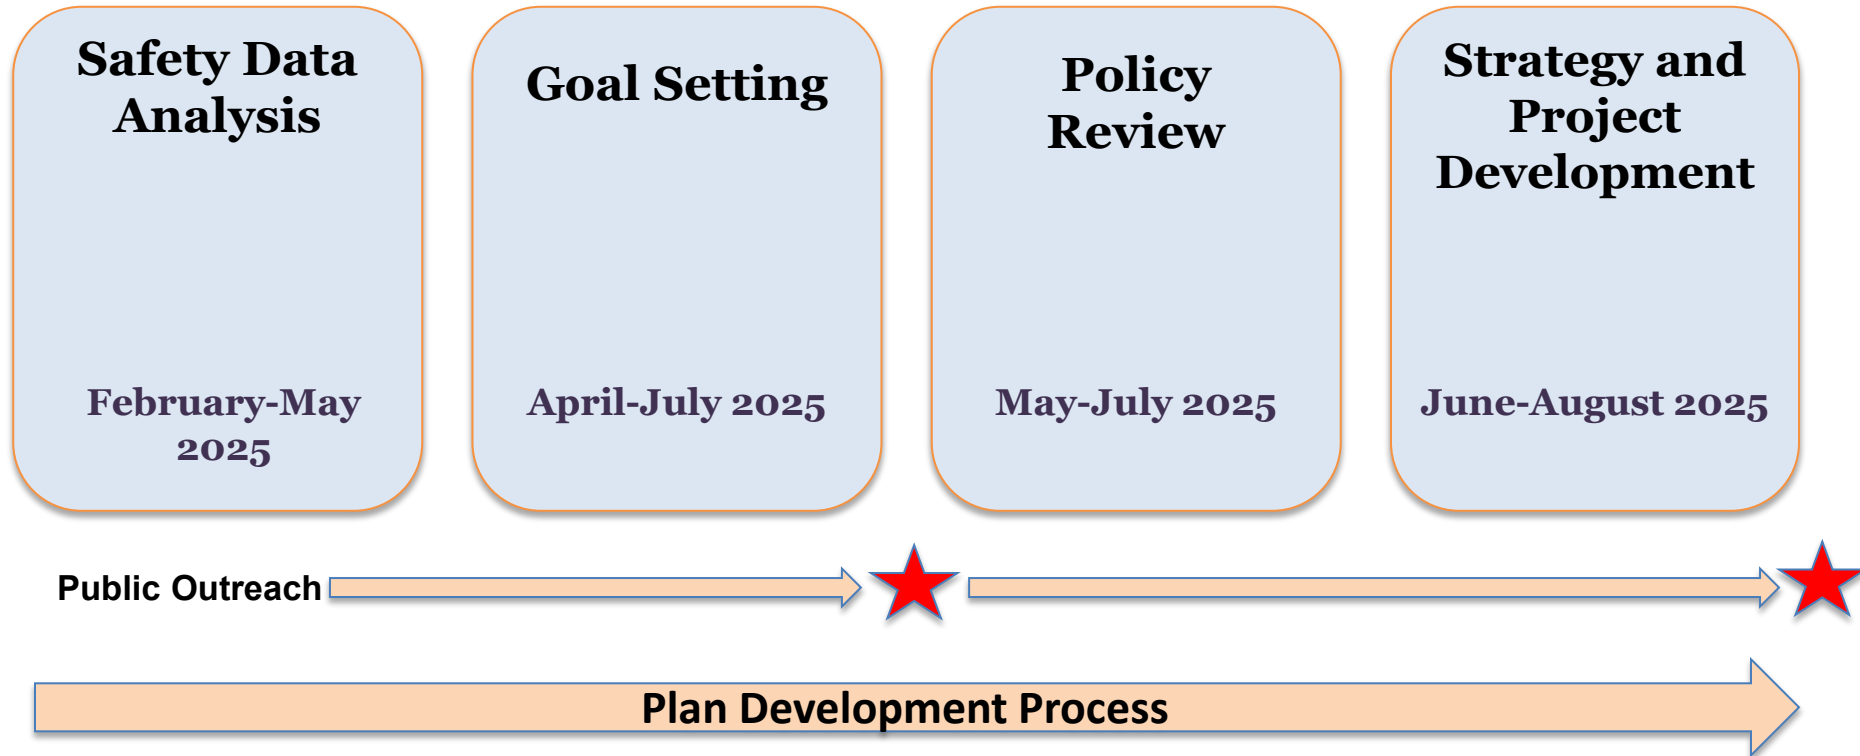 Safety Data
Analysis
February-May
2025
Goal Setting
April-July 2025
Policy
Review
May-July 2025
Strategy and
Project
Development
June-August 2025
Public Outreach
Plan Development Process